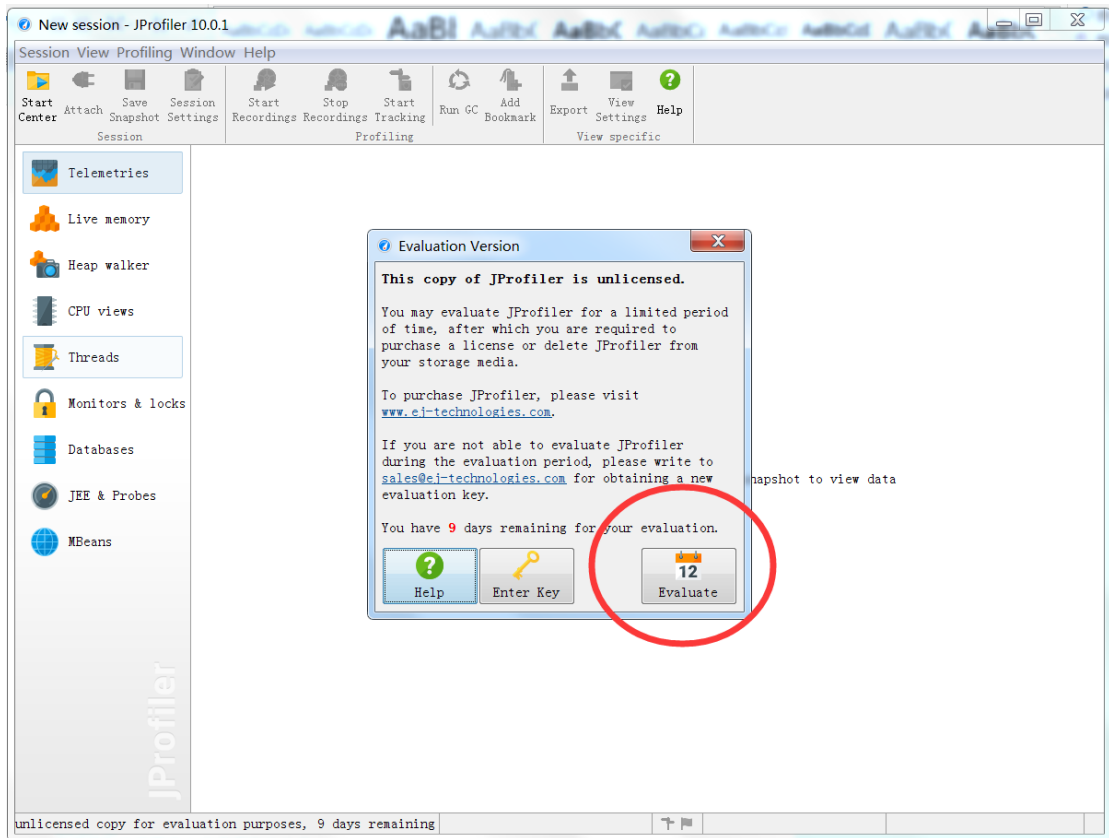 New session - JProfiler 10.0.1
AaBl
Session View Profiling Window Help
Start Center
Attach
Save Snapshot
Session Settings
Start Recordings
Stop Recordings
Start Tracking
Run GC
Add Bookmark
Export
View Settings
Help
Session
Profiling
View specific
Telemetries
Live memory
Heap walker
CPU views
Threads
Monitors & locks
Databases
JEE & Probes
MBeans
JProfiler
Evaluation Version
This copy of JProfiler is unlicensed.
You may evaluate JProfiler for a limited period
of time, after which you are required to
purchase a license or delete JProfiler from
your storage media.
To purchase JProfiler, please visit
www.ej-technologies.com.
If you are not able to evaluate JProfiler
during the evaluation period, please write to
sales@ej-technologies.com for obtaining a new
evaluation key.
napshot to view data
You have 9 days remaining for your evaluation.
Help
Enter Key
12
Evaluate
unlicensed copy for evaluation purposes, 9 days remaining